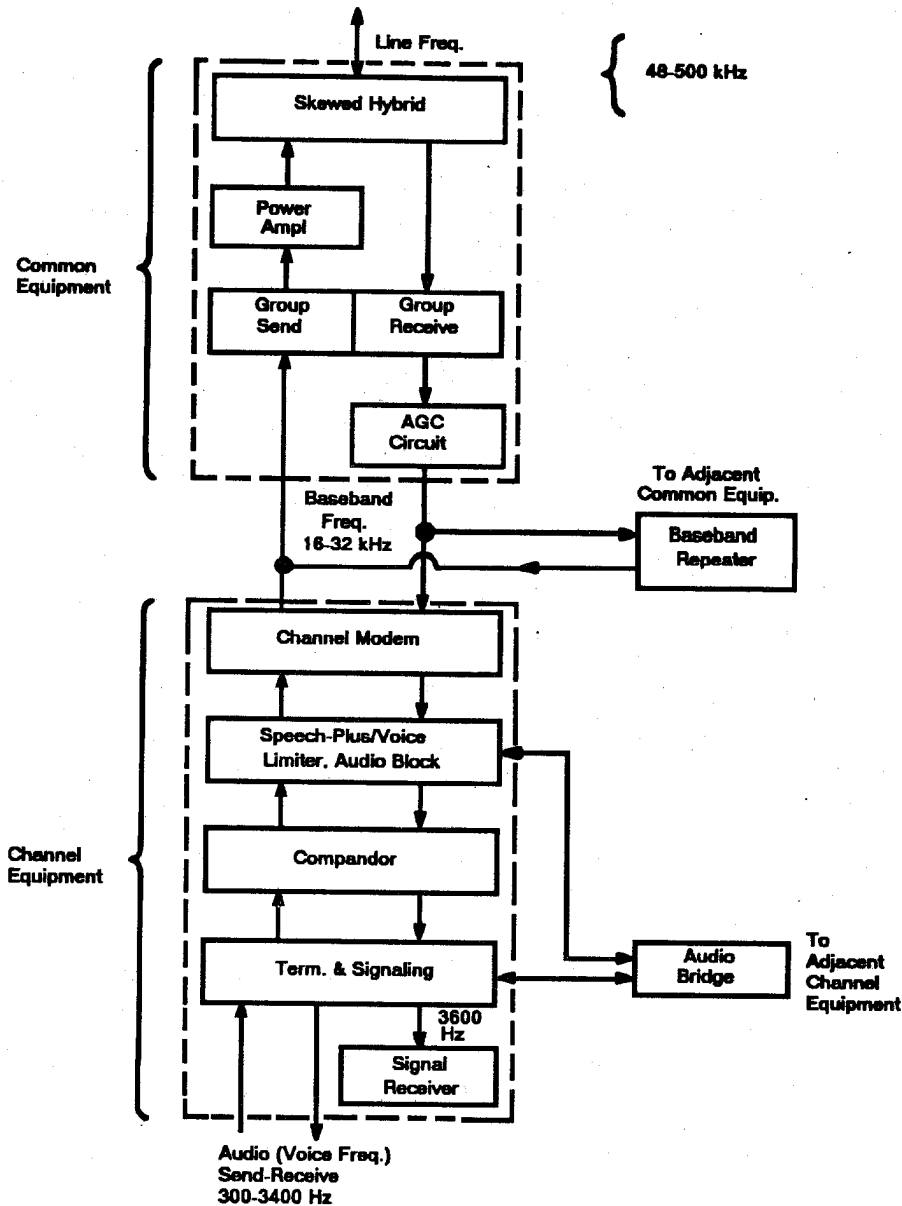 Line Freq.
48-500 kHz
Skewed Hybrid
Power
Ampl
Common
Equipment
Group
Send
Group
Receive
AGC
Circuit
To Adjacent
Common Equip.
Baseband
Freq.
16-32 kHz
Baseband
Repeater
Channel Modem
Speech-Plus/Voice
Limiter, Audio Block
Channel
Equipment
Compandor
Term. & Signaling
Audio
Bridge
To
Adjacent
Channel
Equipment
3600
Hz
Signal
Receiver
Audio (Voice Freq.)
Send-Receive
300-3400 Hz